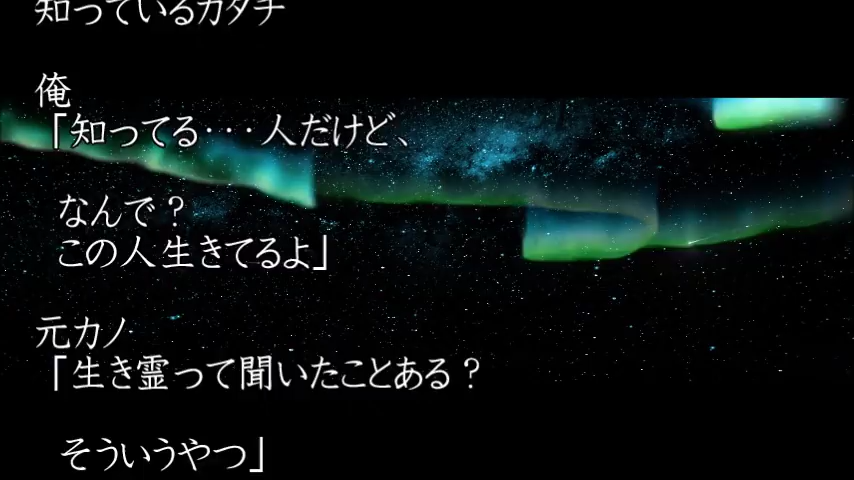 知っているカタチ
俺
「知ってる・・・人だけど、
なんで？
この人生きてるよ」
元カノ
「生き霊って聞いたことある？
そういうやつ」